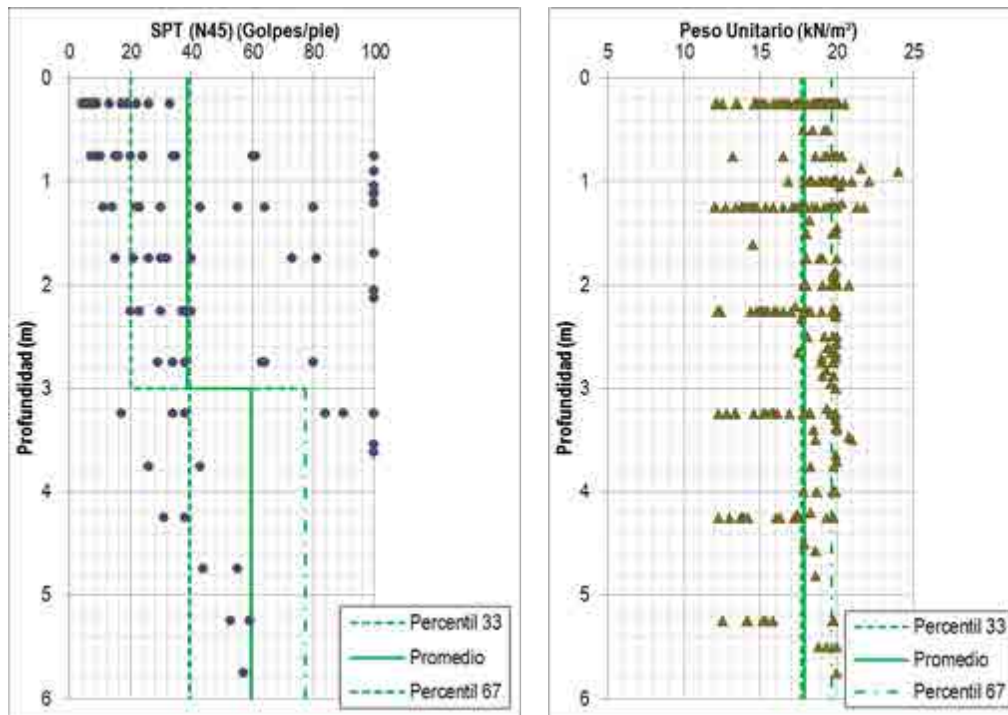 SPT (N45) (Golpes/pie)
0 20 40 60 80 100
Profundidad (m)
0
1
2
3
4
5
6
Percentil 33
Promedio
Percentil 67
Peso Unitario (kN/m³)
5 10 15 20 25
Profundidad (m)
0
1
2
3
4
5
6
Percentil 33
Promedio
Percentil 67